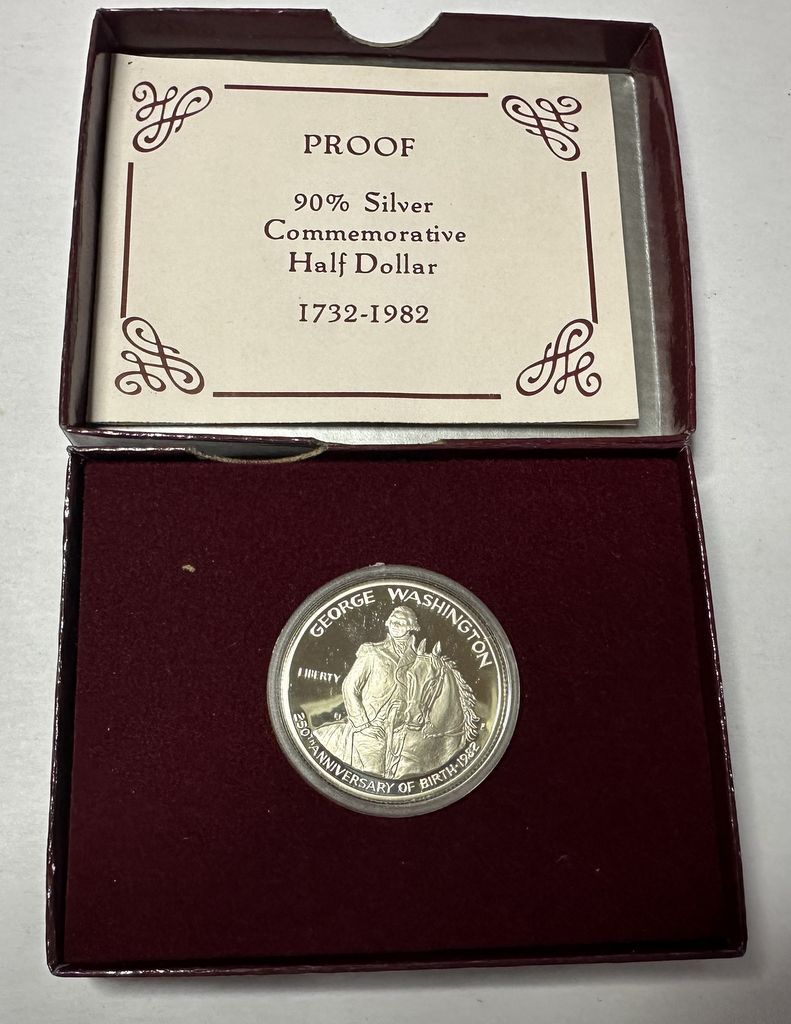 PROOF
90% Silver
Commemorative
Half Dollar
1732-1982
GEORGE WASHINGTON
LIBERTY
250TH ANNIVERSARY OF BIRTH·1982